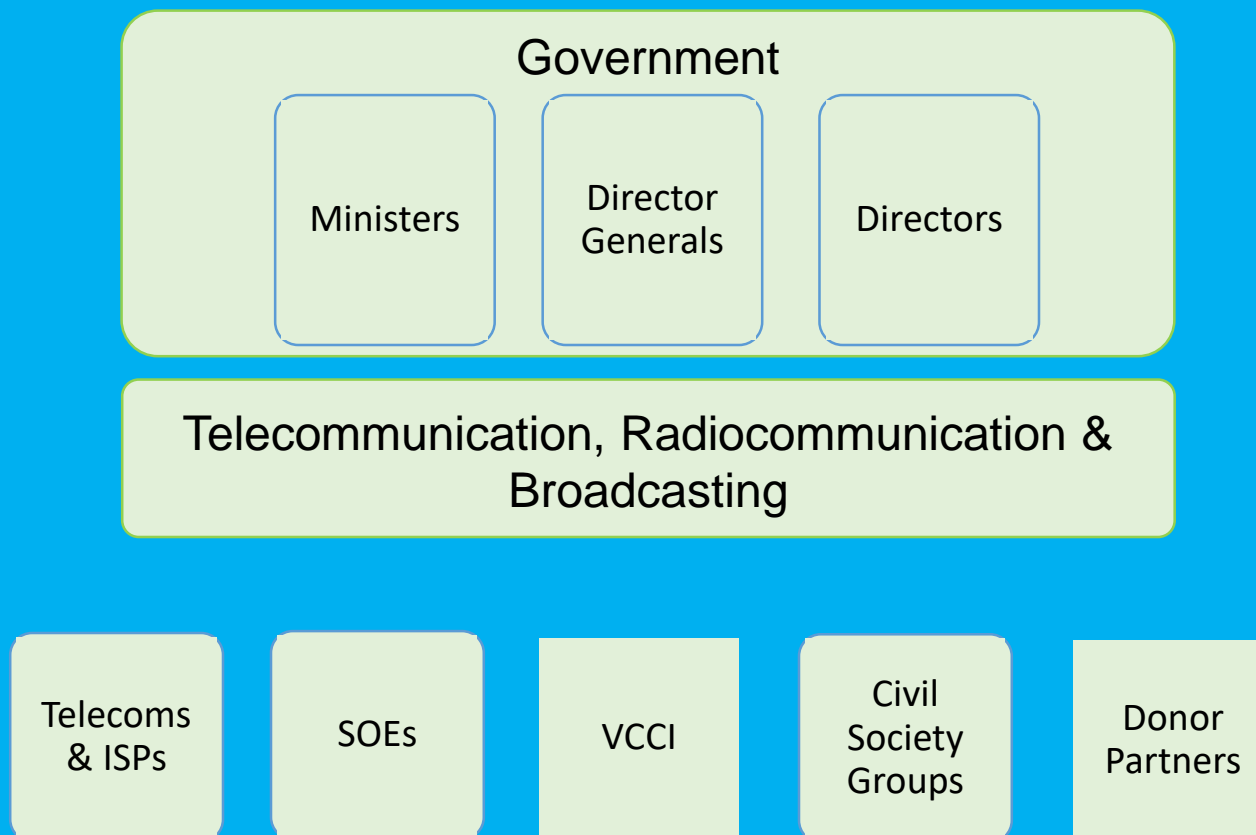 Government
Ministers
Director
Generals
Directors
Telecommunication, Radiocommunication &
Broadcasting
Telecoms
& ISPs
SOEs
VCCI
Civil
Society
Groups
Donor
Partners